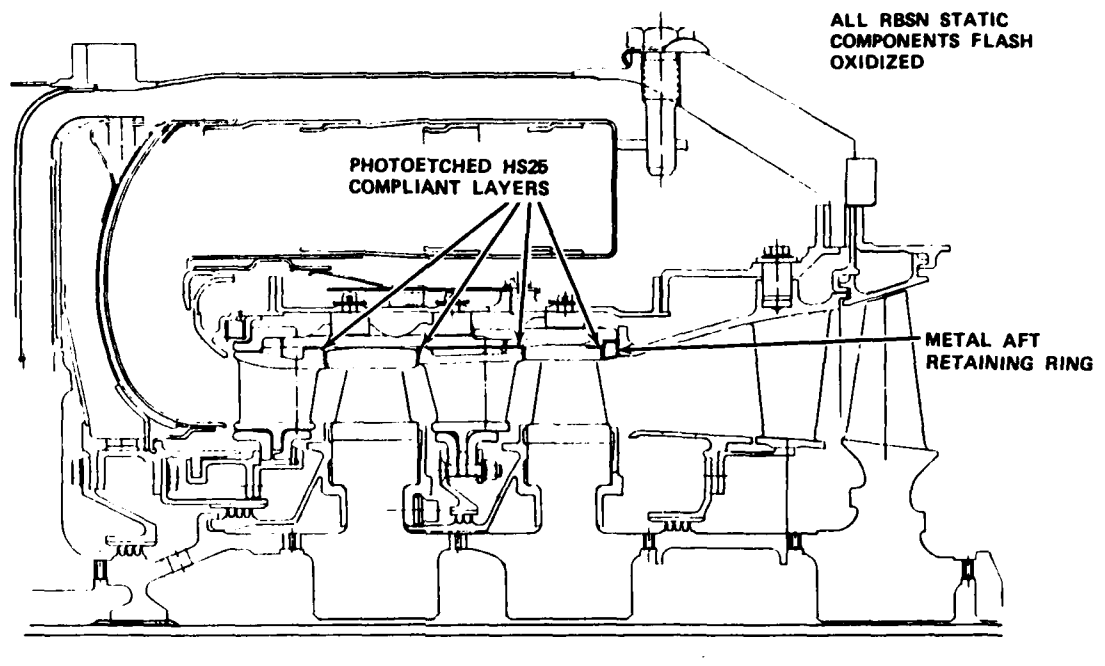 ALL RBSN STATIC
COMPONENTS FLASH
OXIDIZED
PHOTOETCHED HS25
COMPLIANT LAYERS
METAL AFT
RETAINING RING